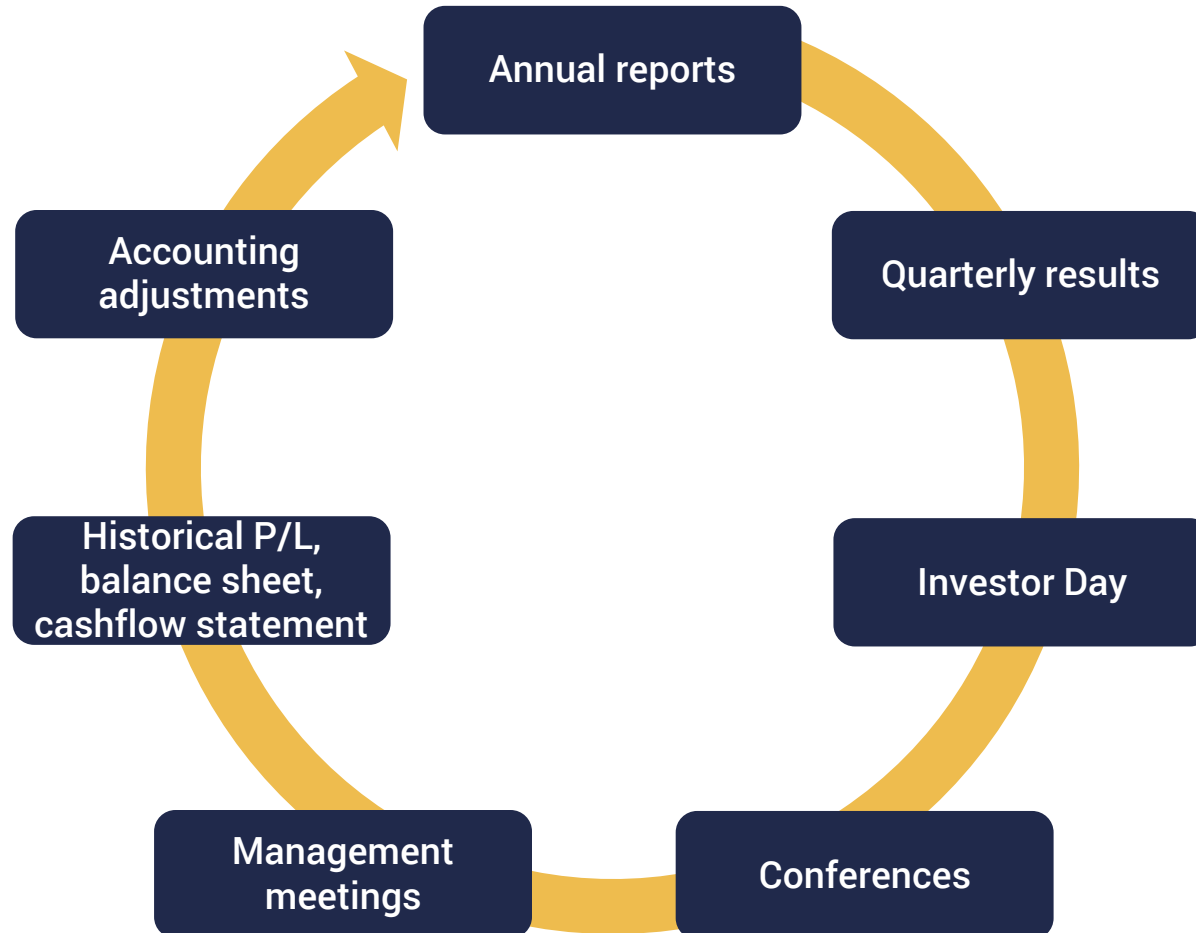 Annual reports
Quarterly results
Investor Day
Conferences
Management
meetings
Historical P/L,
balance sheet,
cashflow statement
Accounting
adjustments